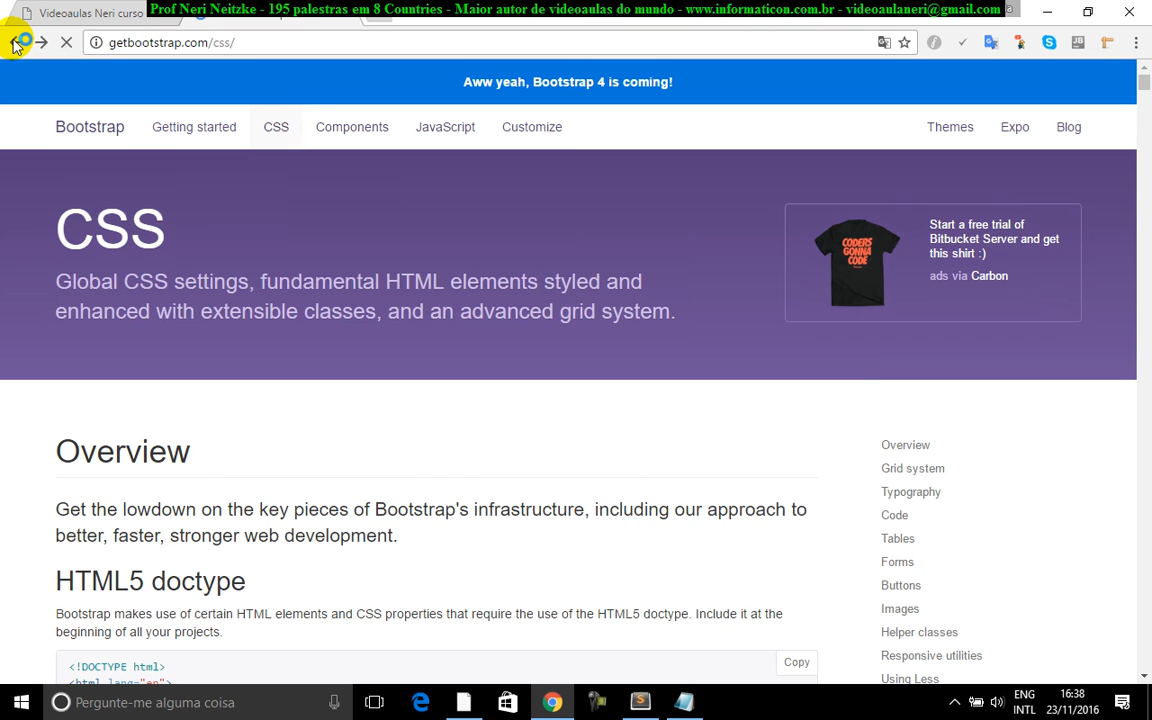 Prof Neri Neitzke - 195 palestras em 8 Countries - Maior autor de videoaulas do mundo - www.informaticon.com.br - videoaulaneri@gmail.com
Videoaulas Neri curso
getbootstrap.com/css/
Aww yeah, Bootstrap 4 is coming!
Bootstrap Getting started CSS Components JavaScript Customize Themes Expo Blog
CSS
Global CSS settings, fundamental HTML elements styled and
enhanced with extensible classes, and an advanced grid system.
CODERS
GONNA
CODE
Start a free trial of
Bitbucket Server and get
this shirt :)
ads via Carbon
Overview
Get the lowdown on the key pieces of Bootstrap's infrastructure, including our approach to
better, faster, stronger web development.
HTML5 doctype
Bootstrap makes use of certain HTML elements and CSS properties that require the use of the HTML5 doctype. Include it at the
beginning of all your projects.
<!DOCTYPE html>
<html lang="en">
Copy
Overview
Grid system
Typography
Code
Tables
Forms
Buttons
Images
Helper classes
Responsive utilities
Using Less
Pergunte-me alguma coisa
ENG
INTL
16:38
23/11/2016